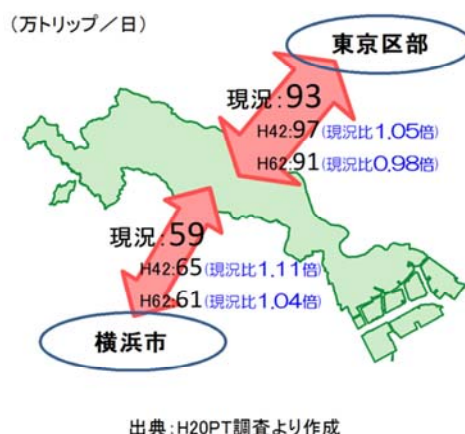 (万トリップ／日)
東京区部
現況：93
H42:97(現況比1.05倍)
H62:91(現況比0.98倍)
現況：59
H42:65(現況比1.11倍)
H62:61(現況比1.04倍)
横浜市
出典：H20PT調査より作成